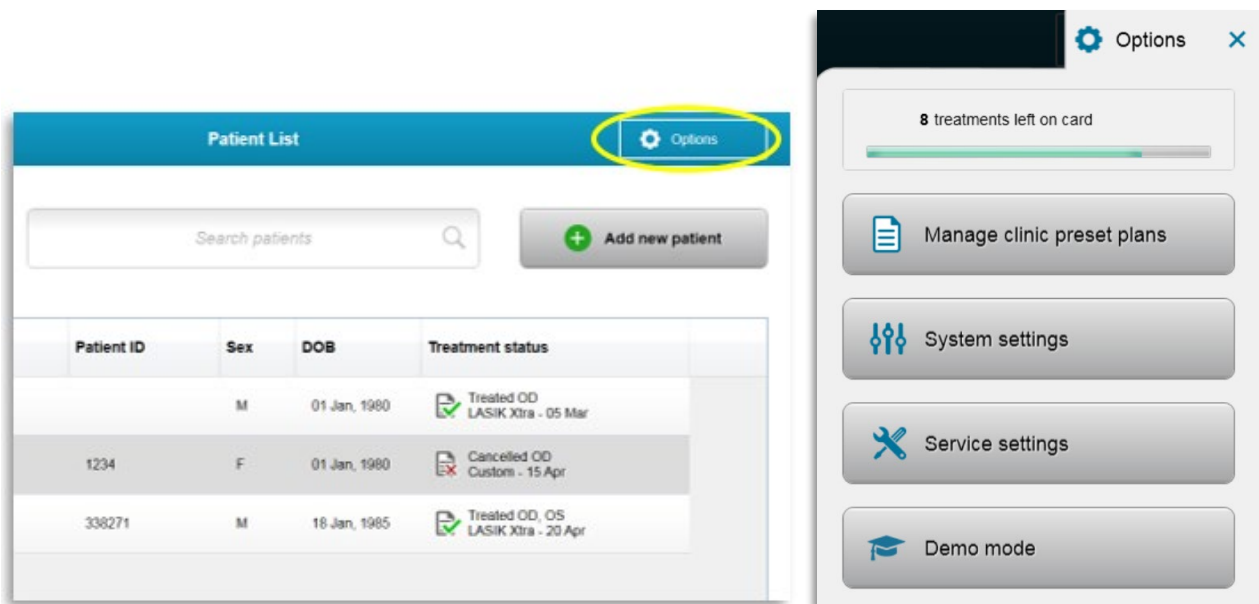 Patient List
Options
Search patients
Add new patient
Patient ID Sex DOB Treatment status
M 01 Jan, 1980 Treated OD
LASIK Xtra - 05 Mar
1234 F 01 Jan, 1980 Cancelled OD
Custom - 15 Apr
338271 M 18 Jan, 1985 Treated OD, OS
LASIK Xtra - 20 Apr
Options
8 treatments left on card
Manage clinic preset plans
System settings
Service settings
Demo mode